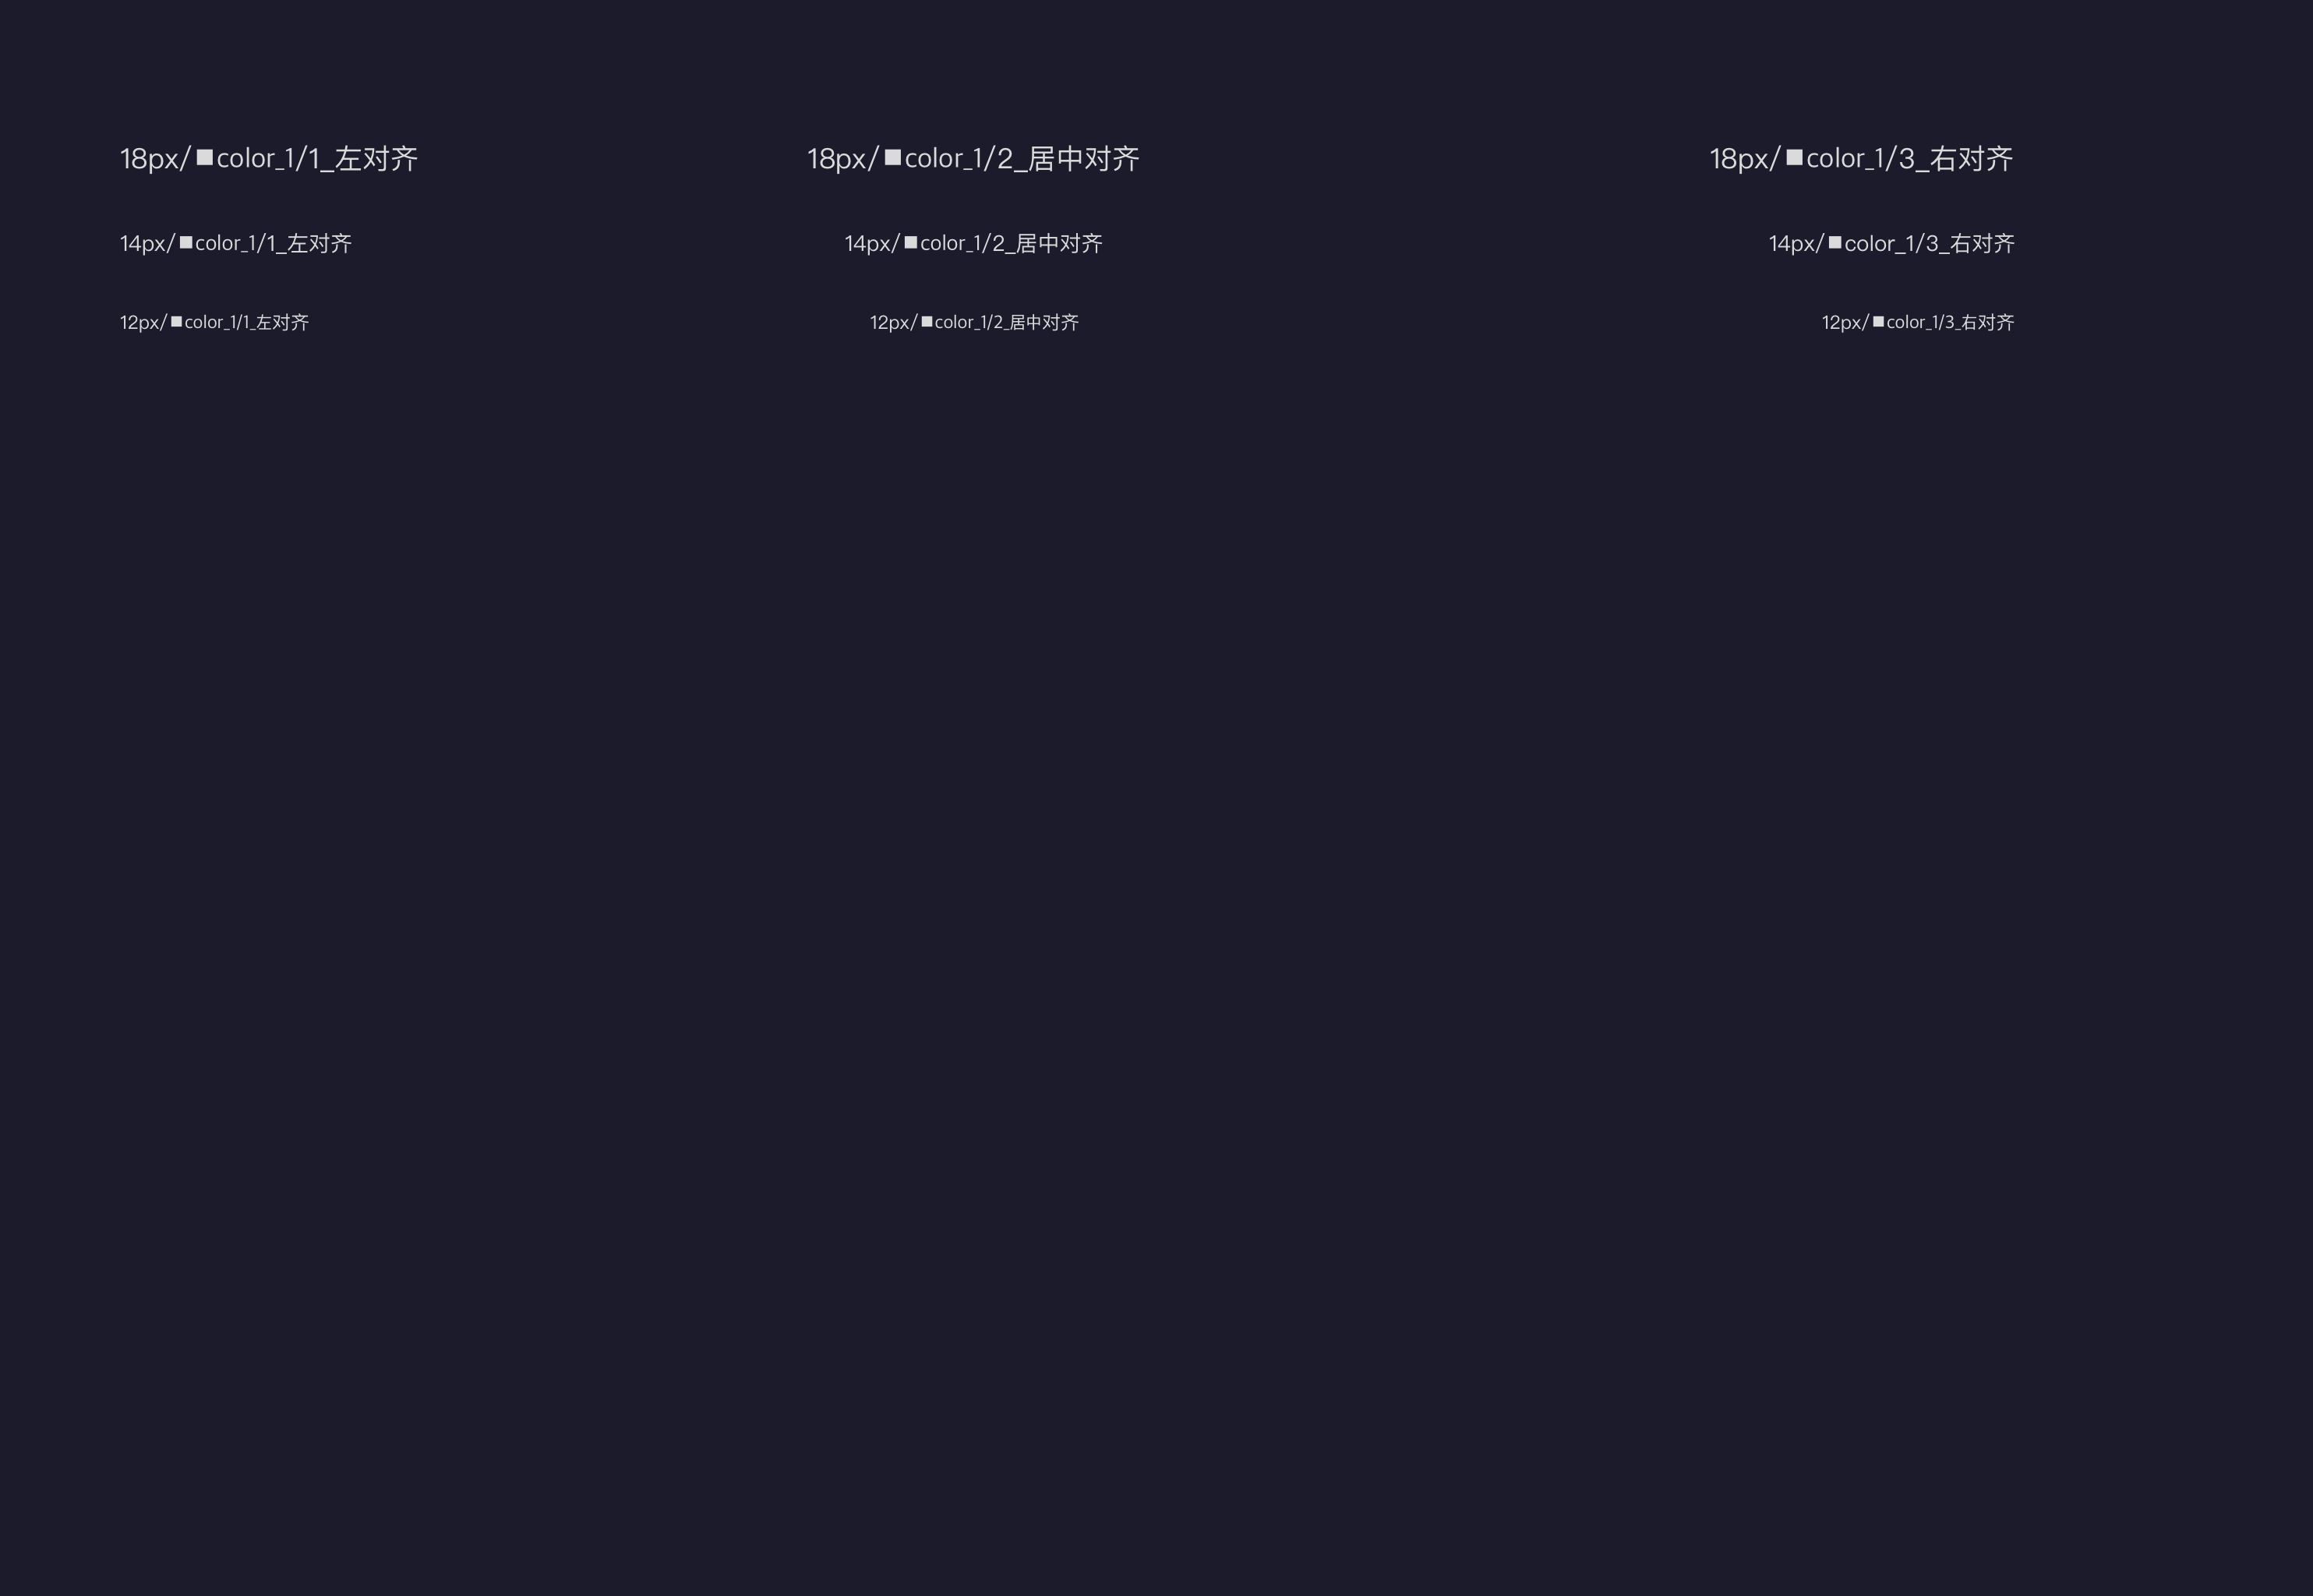 18px/■color_1/1_左对齐
18px/■color_1/2_居中对齐
18px/■color_1/3_右对齐
14px/■color_1/1_左对齐
14px/■color_1/2_居中对齐
14px/■color_1/3_右对齐
12px/■color_1/1_左对齐
12px/■color_1/2_居中对齐
12px/■color_1/3_右对齐